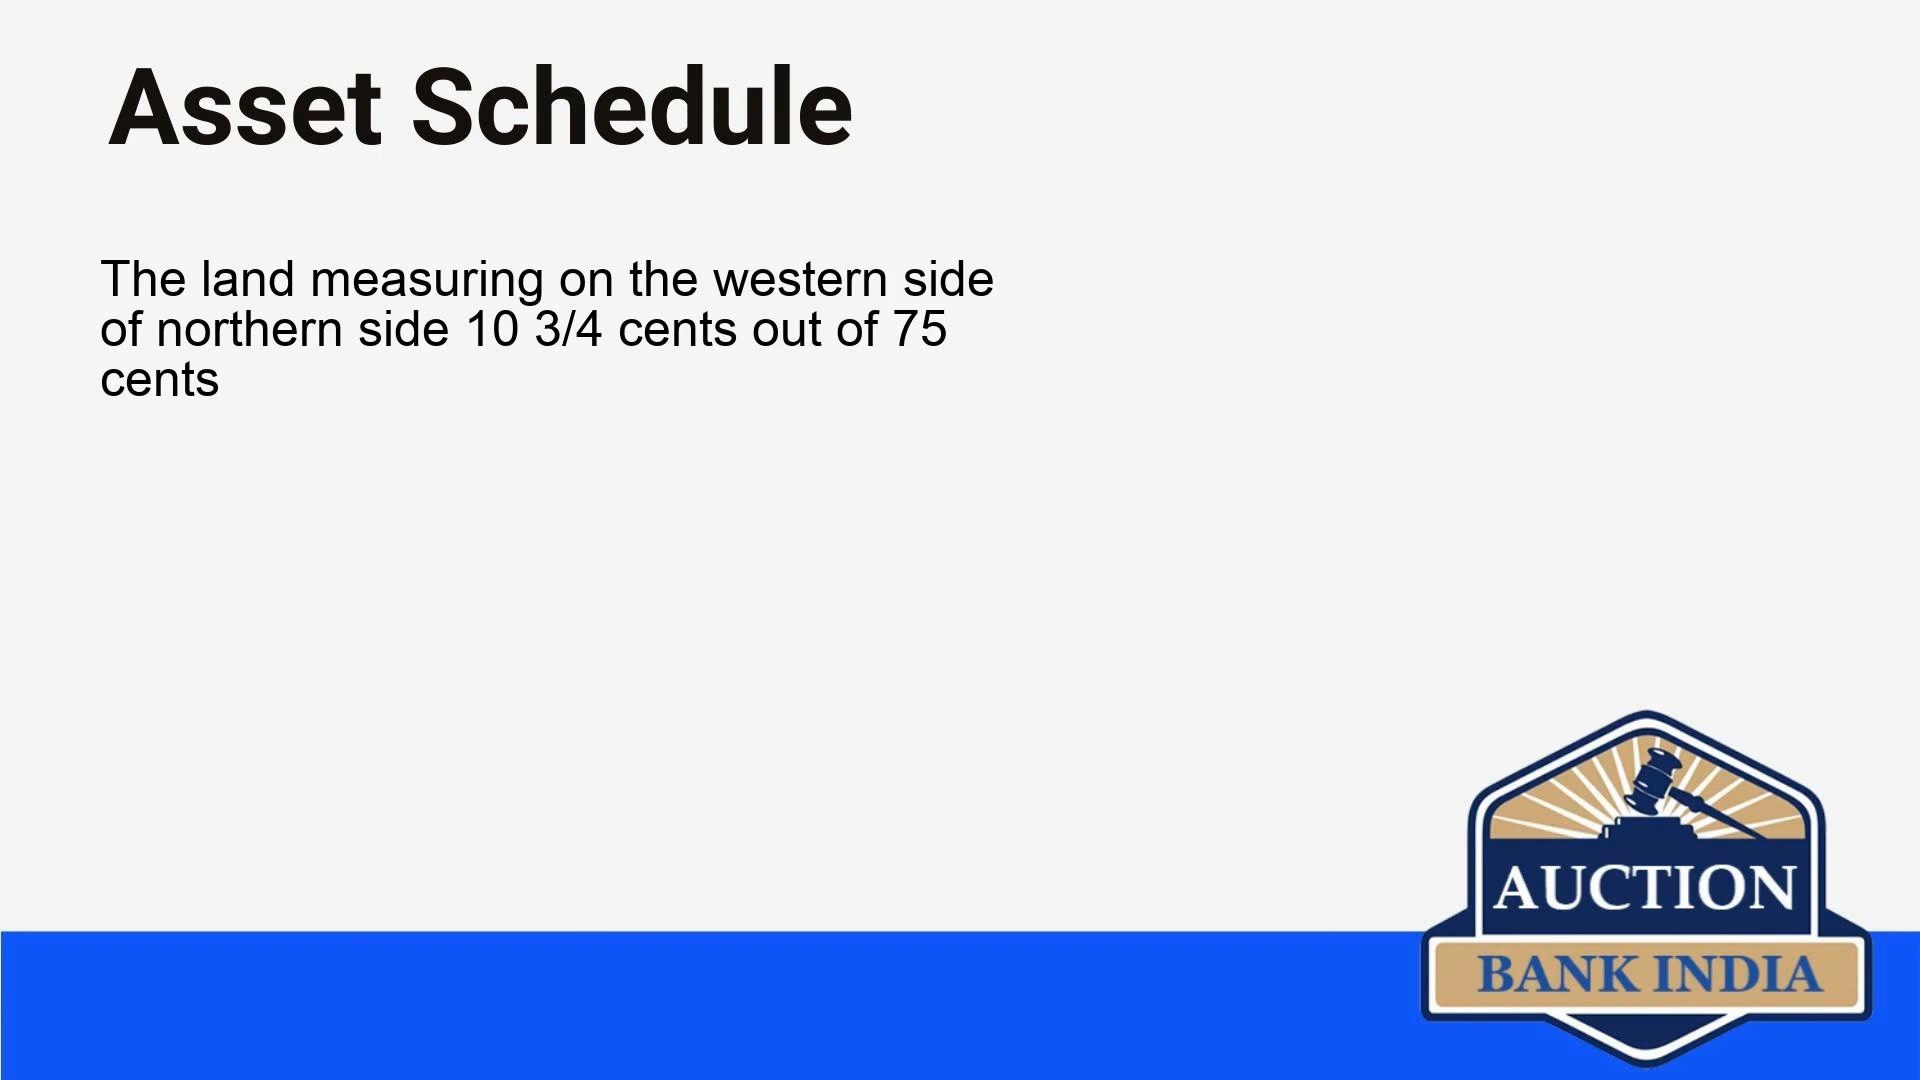 Asset Schedule
The land measuring on the western side
of northern side 10 3/4 cents out of 75
cents
AUCTION
BANK INDIA